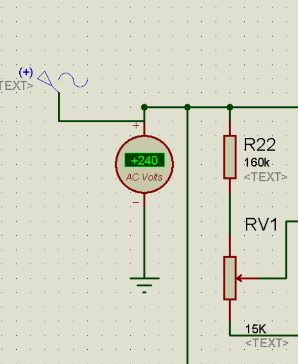 (+)
<TEXT>
+
+240
AC Volts
−
R22
160k
<TEXT>
RV1
15K
<TEXT>